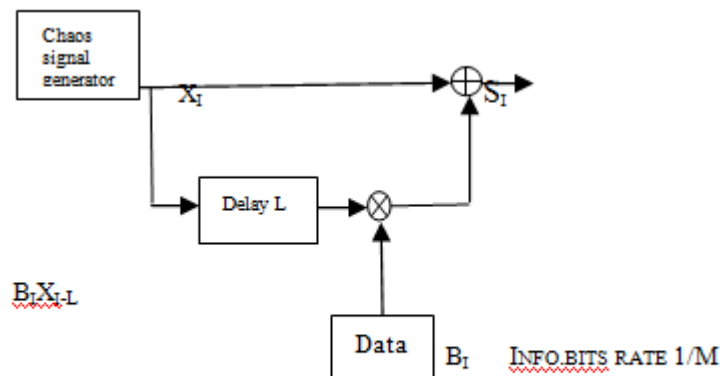 Chaos
signal
generator
X_I
S_I
Delay L
B_IX_I-L
Data
B_I INFO.BITS RATE 1/M